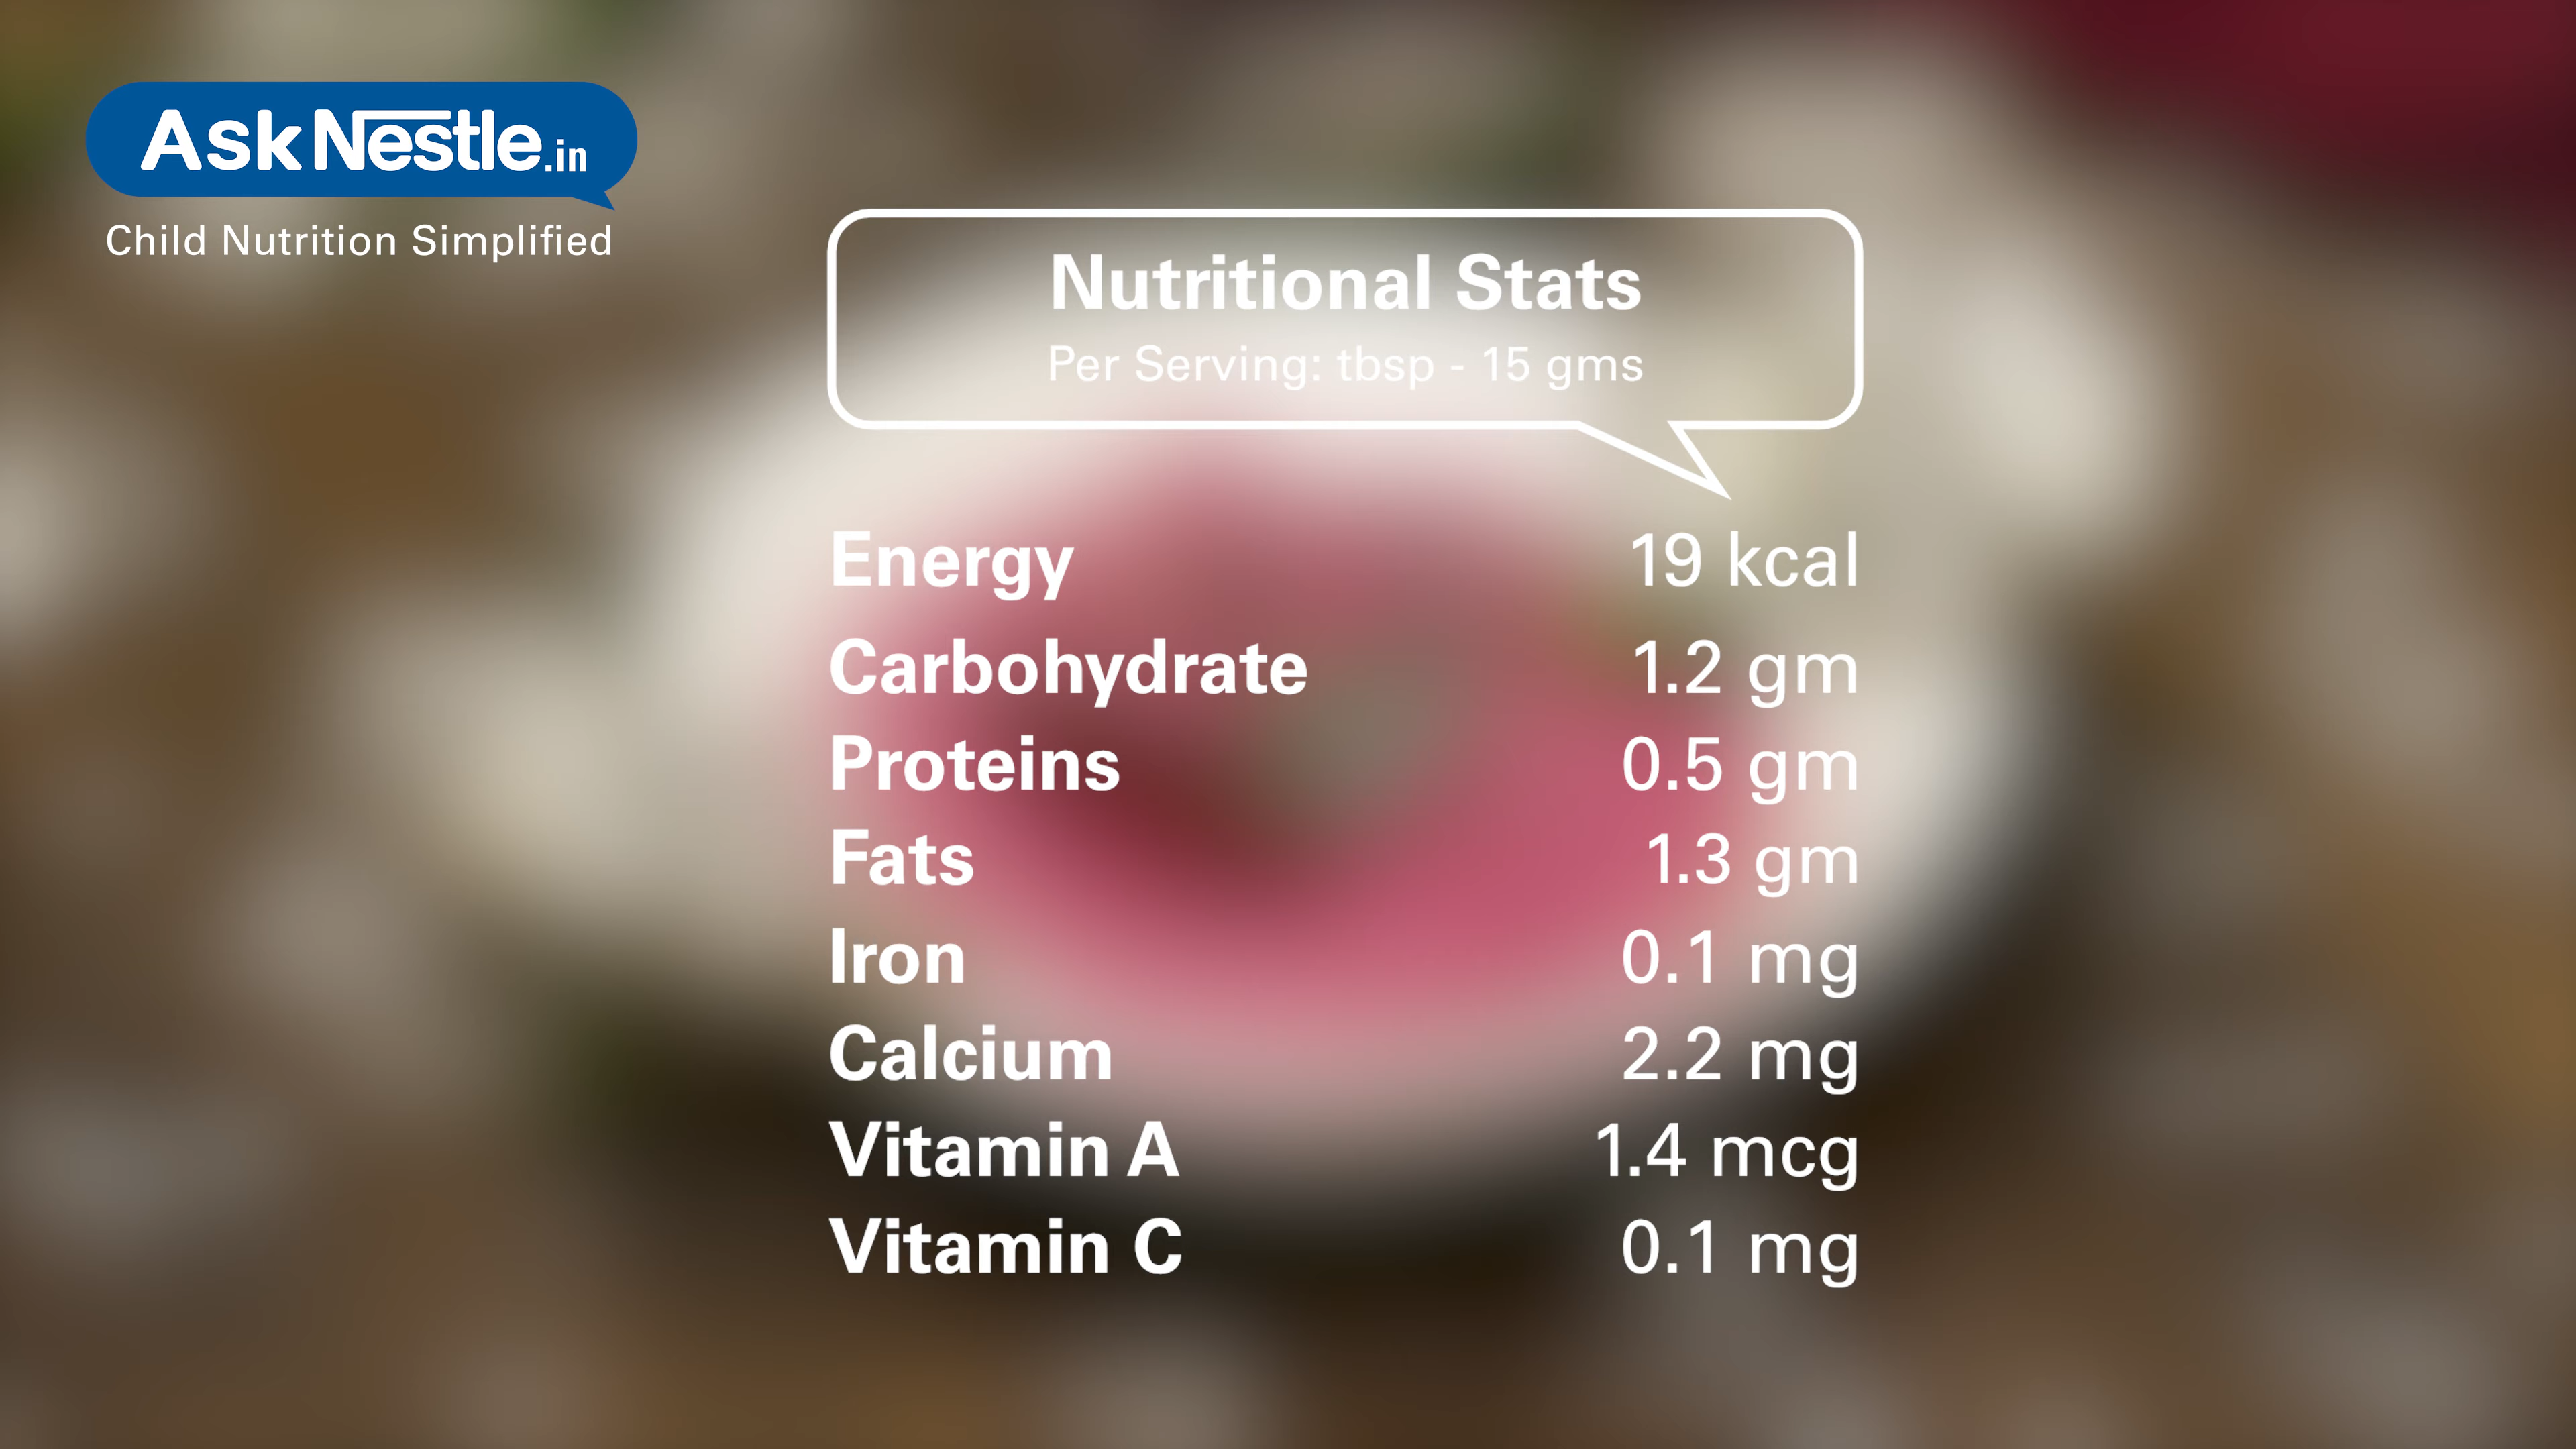 AskNestle.in
Child Nutrition Simplified
Nutritional Stats
Per Serving: tbsp - 15 gms
Energy 19 kcal
Carbohydrate 1.2 gm
Proteins 0.5 gm
Fats 1.3 gm
Iron 0.1 mg
Calcium 2.2 mg
Vitamin A 1.4 mcg
Vitamin C 0.1 mg